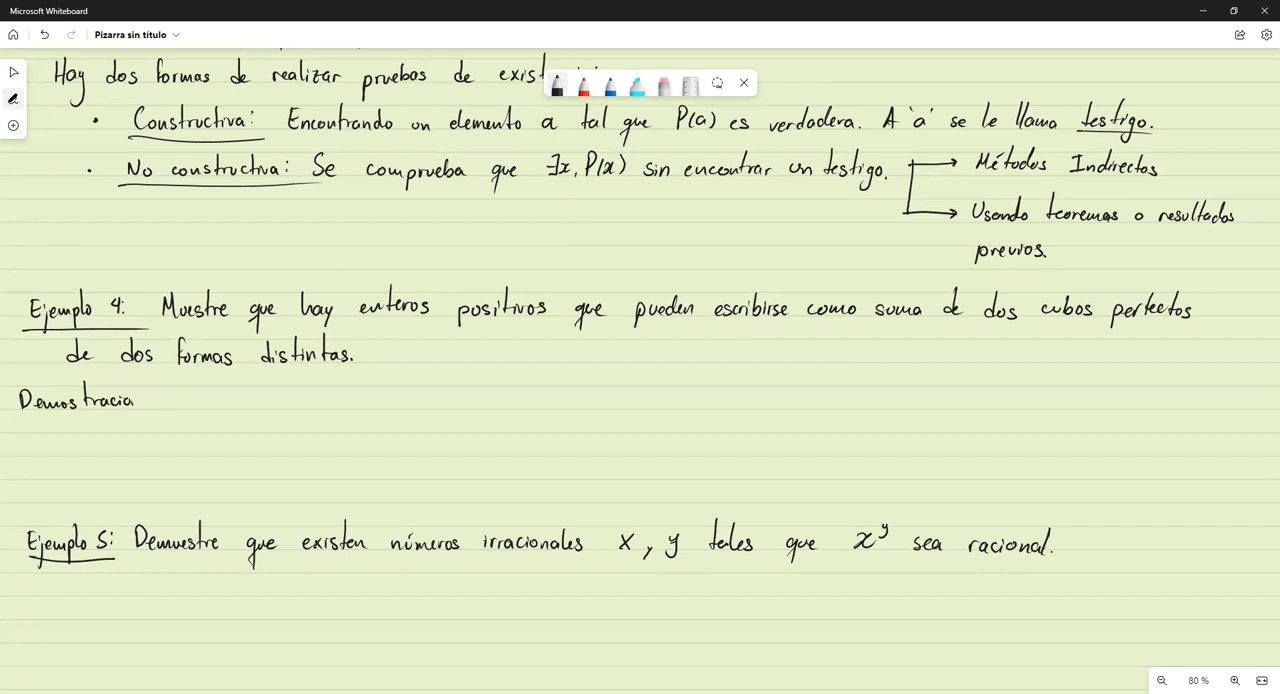 Microsoft Whiteboard
Pizarra sin título
Hay dos formas de realizar pruebas de exist
• Constructiva: Encontrando un elemento a tal que P(a) es verdadera. A 'a' se le llama testigo.
• No constructiva: Se comprueba que ∃x, P(x) sin encontrar un testigo. → Métodos Indirectos
→ Usando teoremas o resultados
previos.
Ejemplo 4: Muestre que hay enteros positivos que pueden escribirse como suma de dos cubos perfectos
de dos formas distintas.
Demostracia
Ejemplo 5: Demuestre que existen números irracionales x, y tales que x^y sea racional.
80 %